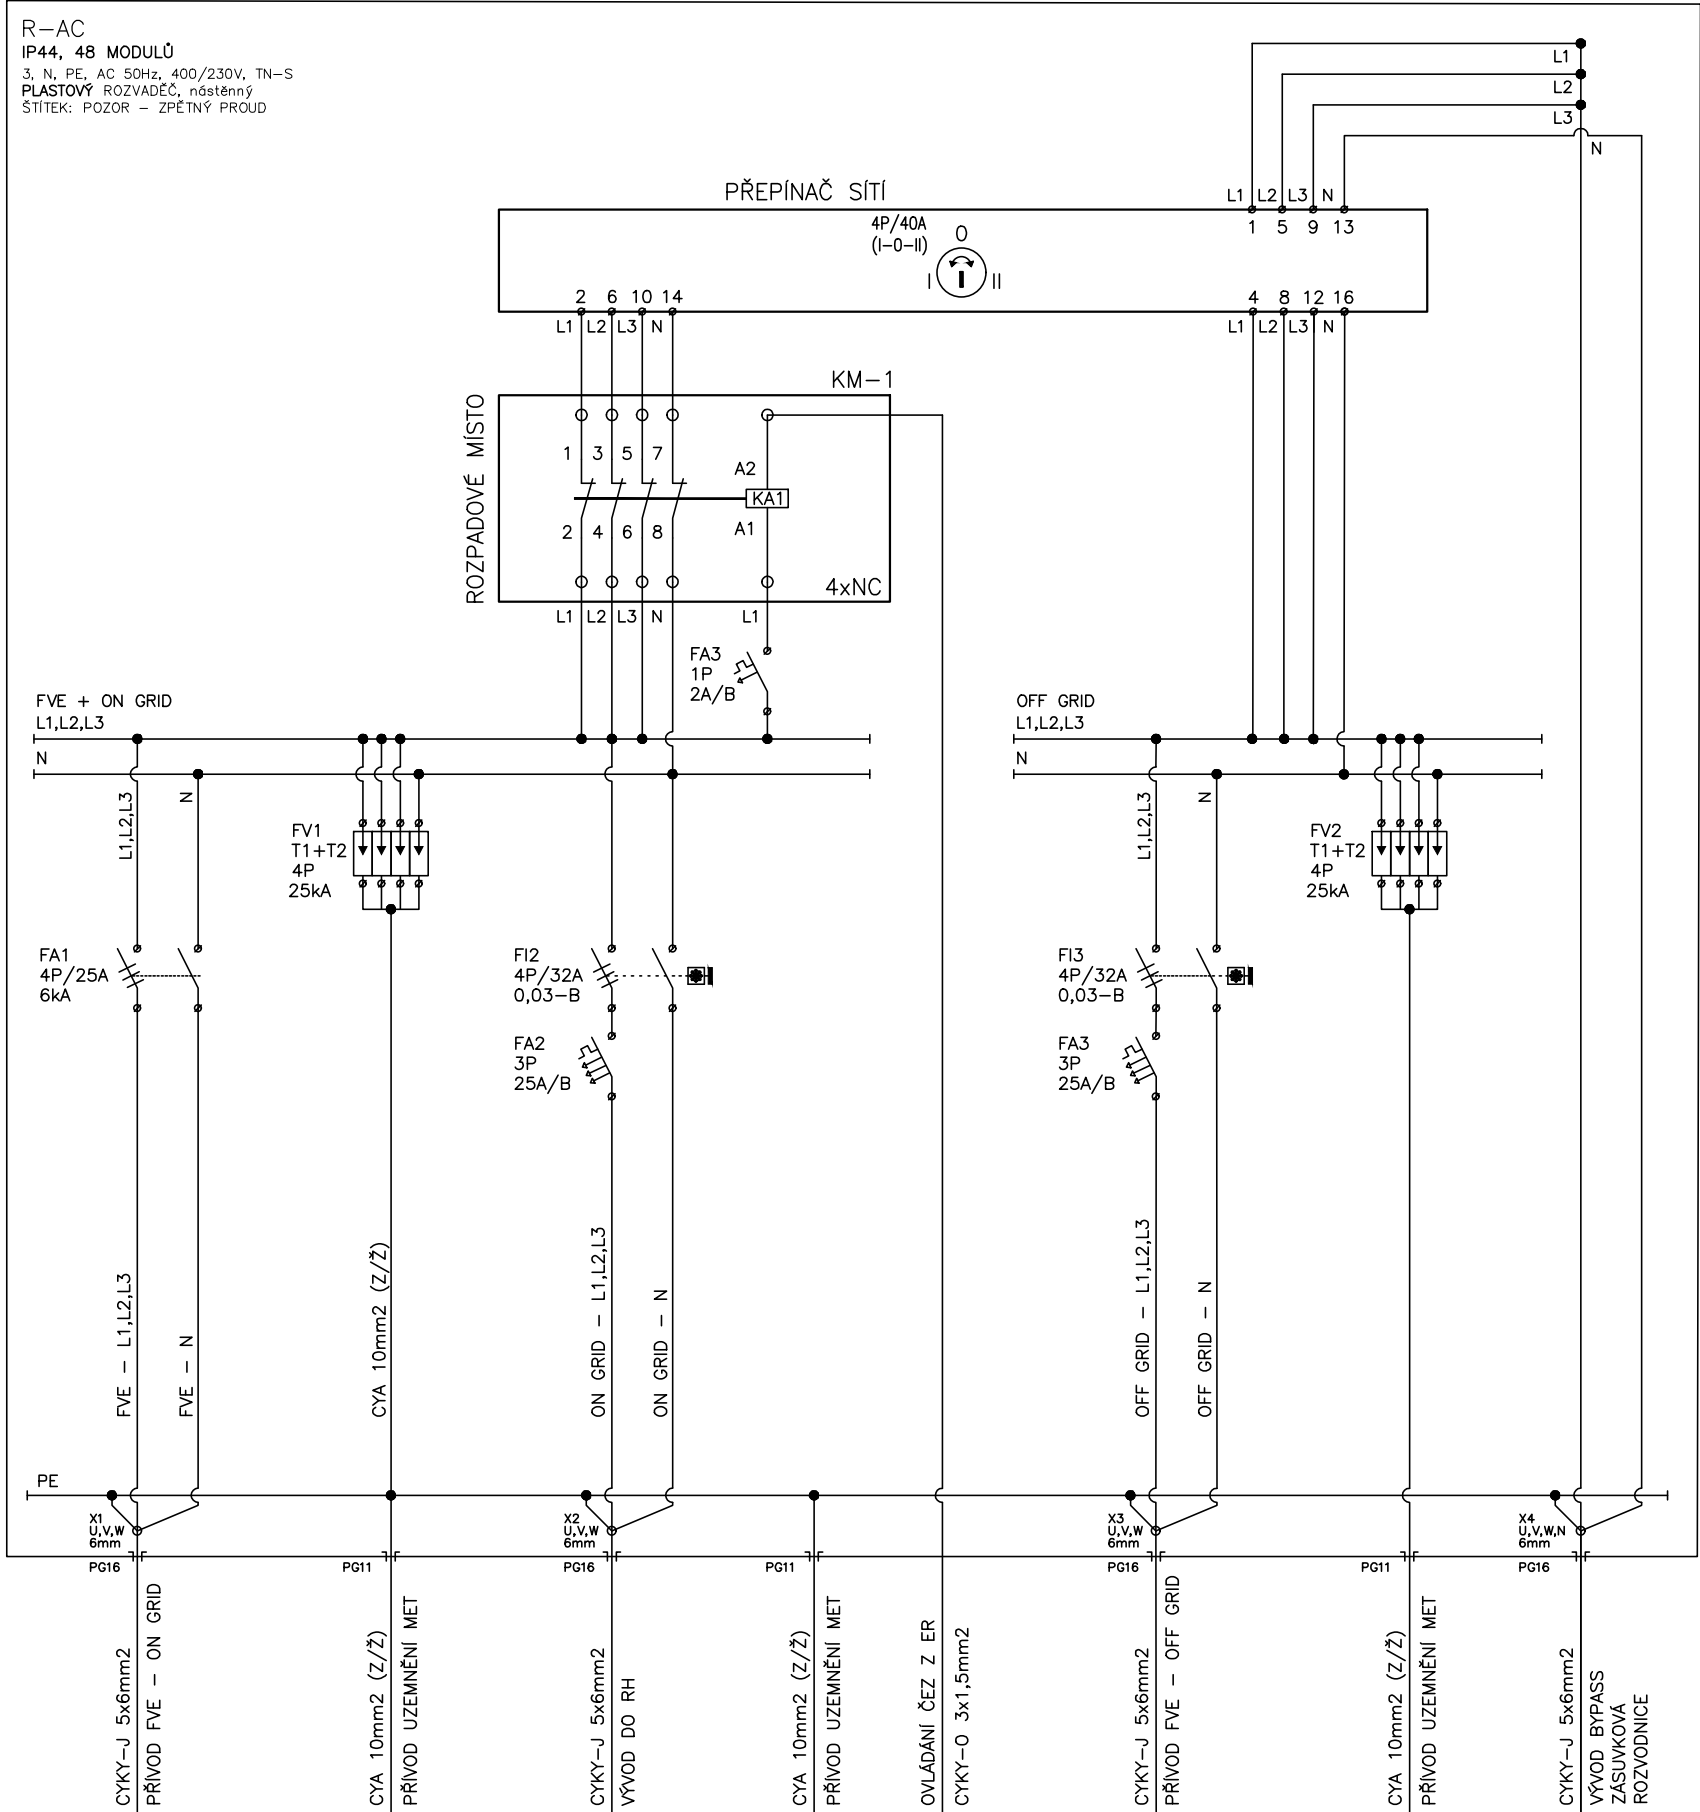 R-AC
IP44, 48 MODULŮ
3, N, PE, AC 50Hz, 400/230V, TN-S
PLASTOVÝ ROZVADĚČ, nástěnný
ŠTÍTEK: POZOR - ZPĚTNÝ PROUD
L1
L2
L3
N
PŘEPÍNAČ SÍTÍ
L1 L2 L3 N
4P/40A
(I-0-II)
0
I
II
1 5 9 13
2 6 10 14
4 8 12 16
L1 L2 L3 N
L1 L2 L3 N
KM-1
ROZPADOVÉ MÍSTO
1 3 5 7
A2
KA1
A1
2 4 6 8
4xNC
L1 L2 L3 N
L1
FA3
1P
2A/B
FVE + ON GRID
L1,L2,L3
N
OFF GRID
L1,L2,L3
N
L1,L2,L3
N
FV1
T1+T2
4P
25kA
L1,L2,L3
N
FV2
T1+T2
4P
25kA
FA1
4P/25A
6kA
FI2
4P/32A
0,03-B
FA2
3P
25A/B
FI3
4P/32A
0,03-B
FA3
3P
25A/B
FVE - L1,L2,L3
FVE - N
CYA 10mm2 (Z/Ž)
ON GRID - L1,L2,L3
ON GRID - N
OFF GRID - L1,L2,L3
OFF GRID - N
PE
X1
U,V,W
6mm
X2
U,V,W
6mm
X3
U,V,W
6mm
X4
U,V,W,N
6mm
PG16
PG11
PG16
PG11
PG16
PG11
PG16
CYKY-J 5x6mm2
PŘÍVOD FVE - ON GRID
CYA 10mm2 (Z/Ž)
PŘÍVOD UZEMNĚNÍ MET
CYKY-J 5x6mm2
VÝVOD DO RH
CYA 10mm2 (Z/Ž)
PŘÍVOD UZEMNĚNÍ MET
OVLÁDÁNÍ ČEZ Z ER
CYKY-O 3x1,5mm2
CYKY-J 5x6mm2
PŘÍVOD FVE - OFF GRID
CYA 10mm2 (Z/Ž)
PŘÍVOD UZEMNĚNÍ MET
CYKY-J 5x6mm2
VÝVOD BYPASS
ZÁSUVKOVÁ
ROZVODNICE